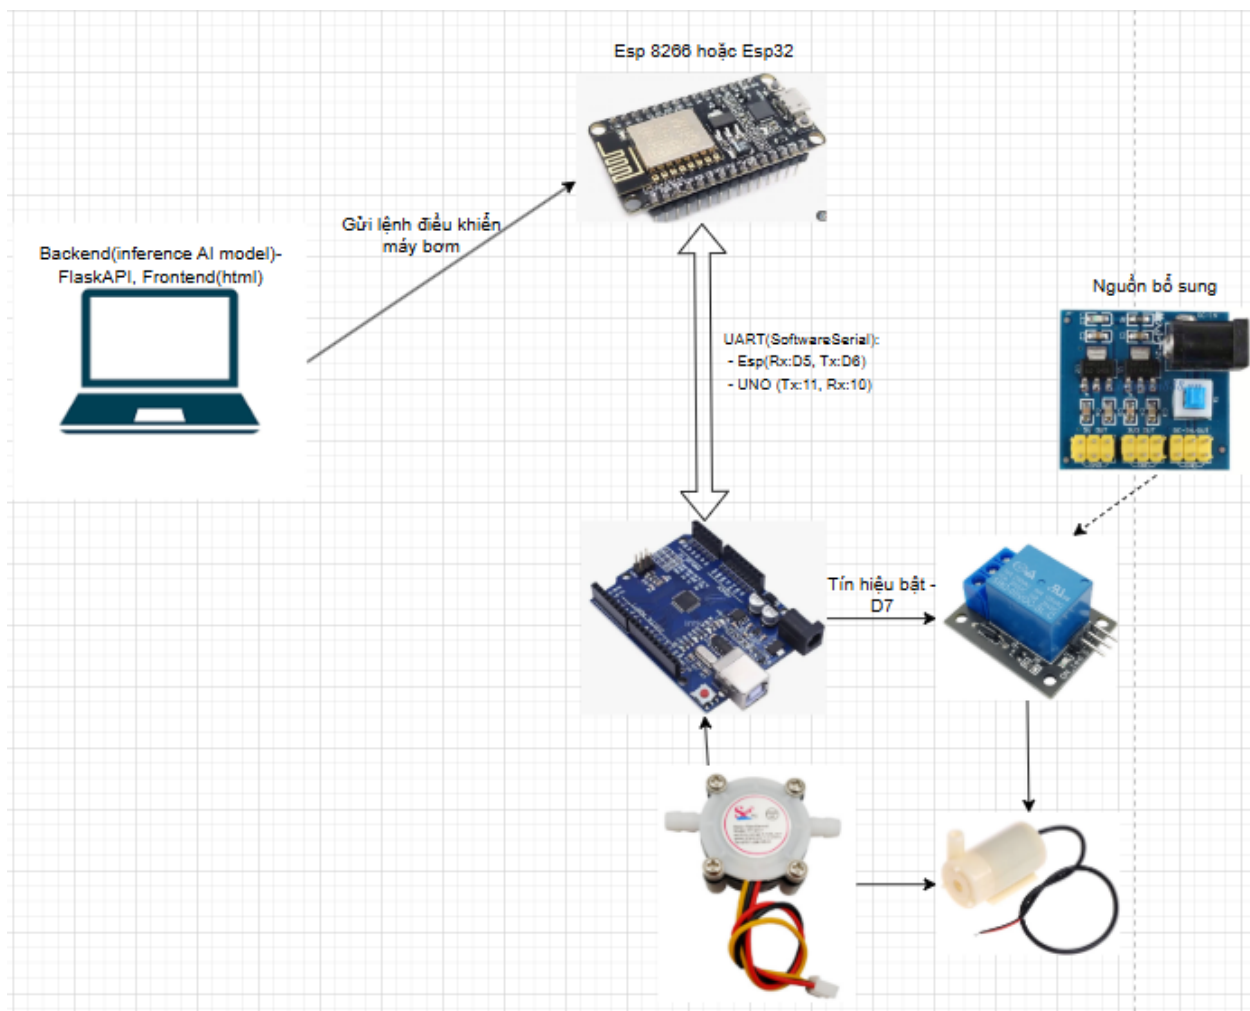 Esp 8266 hoặc Esp32
Gửi lệnh điều khiển
máy bơm
Backend(inference AI model)-
FlaskAPI, Frontend(html)
Nguồn bổ sung
UART(SoftwareSerial):
- Esp(Rx:D5, Tx:D6)
- UNO (Tx:11, Rx:10)
Tín hiệu bật -
D7